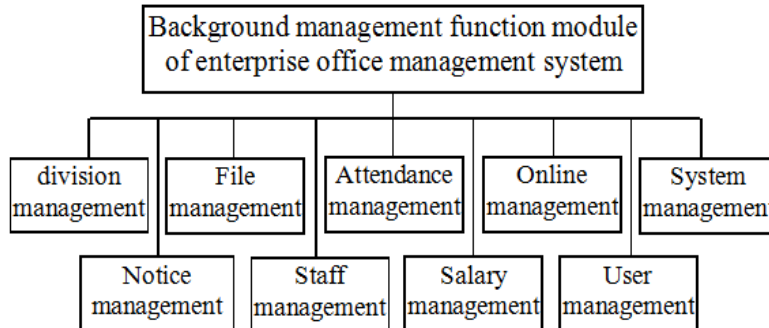 Background management function module
of enterprise office management system
division
management
File
management
Attendance
management
Online
management
System
management
Notice
management
Staff
management
Salary
management
User
management